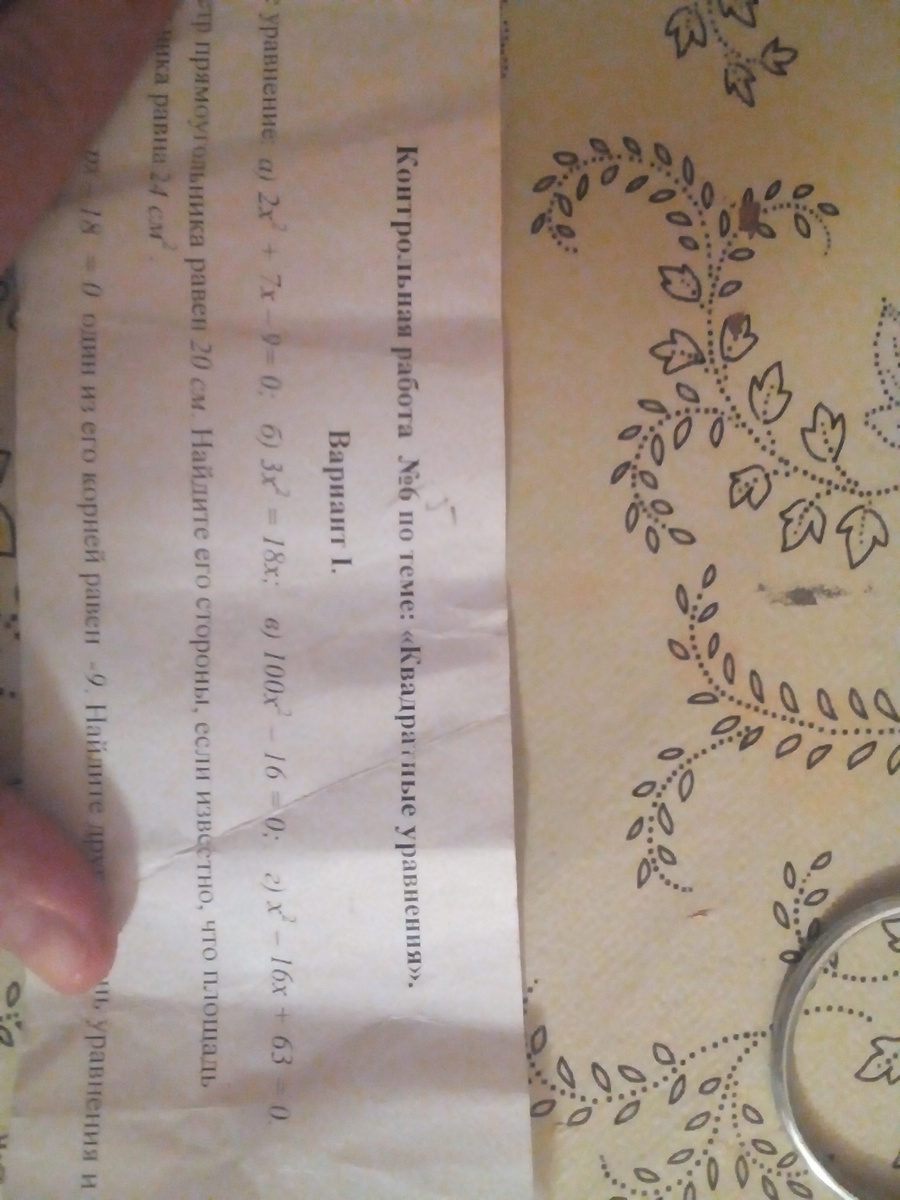 Контрольная работа №6 по теме: «Квадратные уравнения».
5
Вариант I.
уравнение: а) 2x² + 7x – 9 = 0; б) 3x² = 18x; в) 100x² – 16 = 0; г) x² – 16x + 63 = 0.
прямоугольника равен 20 см. Найдите его стороны, если известно, что площадь
равна 24 см².
– 18 = 0 один из его корней равен -9. Найдите уравнения и